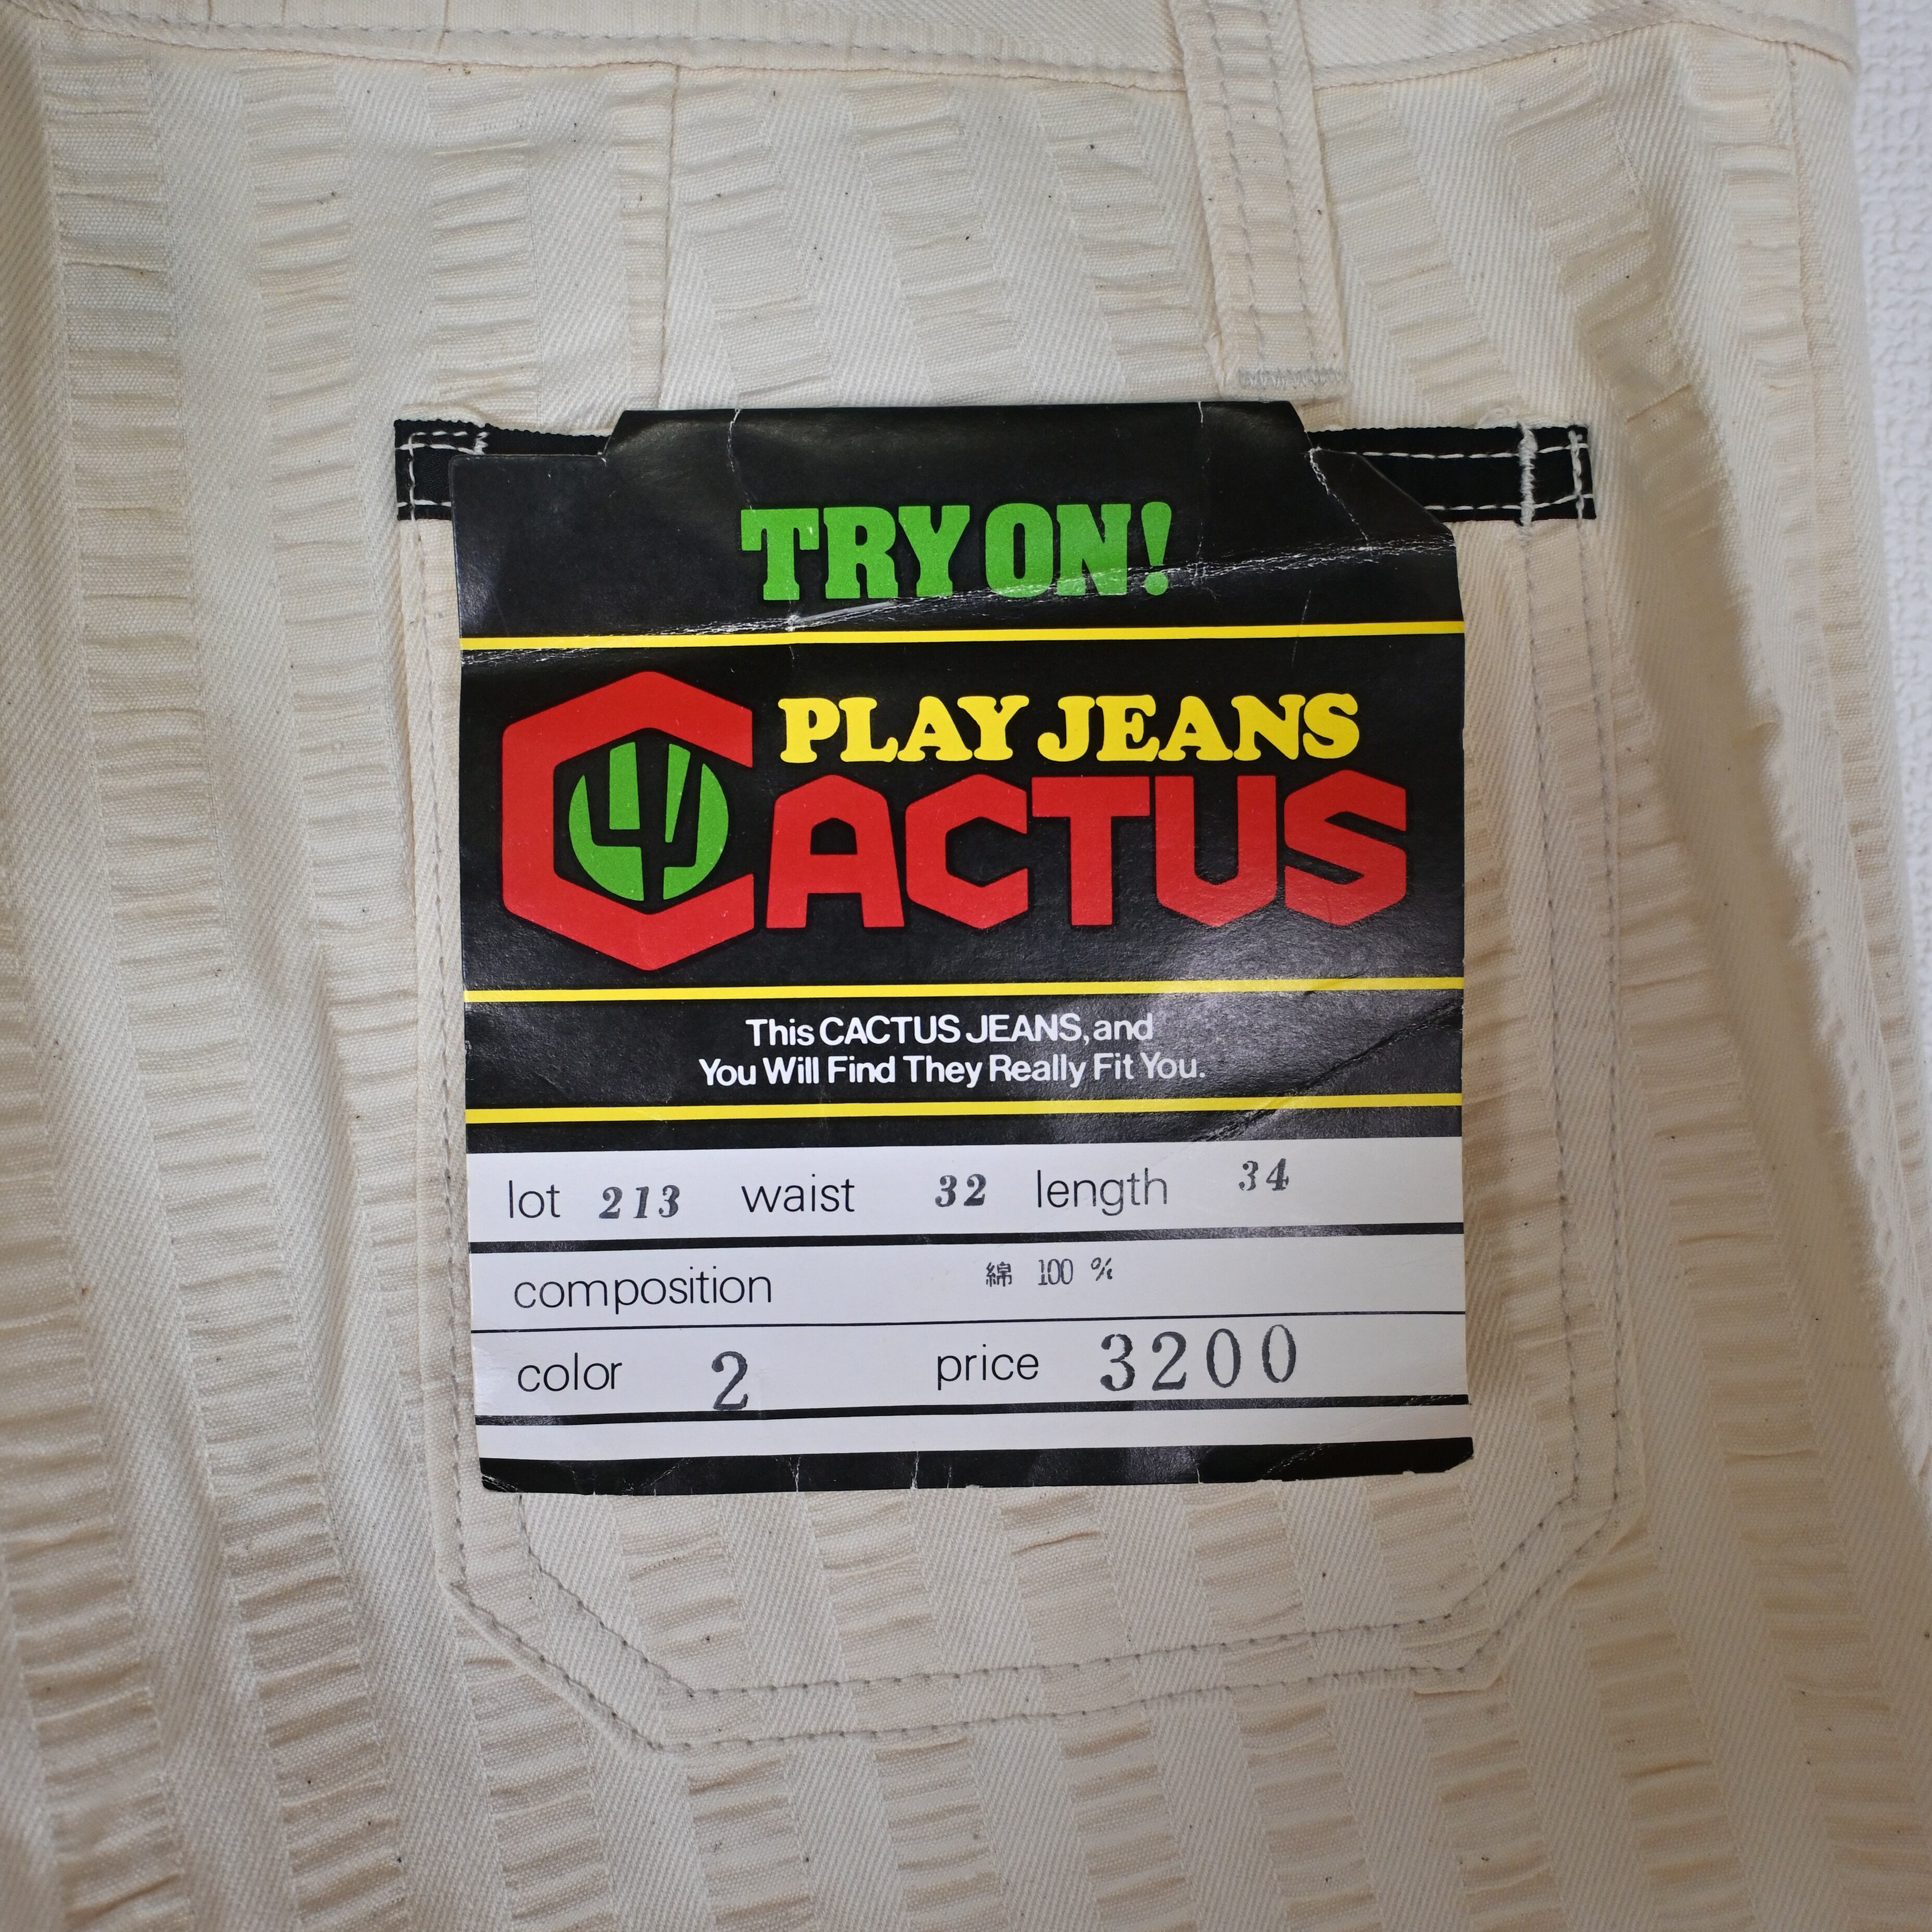 TRY ON!
PLAY JEANS
CACTUS
This CACTUS JEANS, and
You Will Find They Really Fit You.
lot 213 waist 32 length 34
composition 綿 100 %
color 2 price 3200